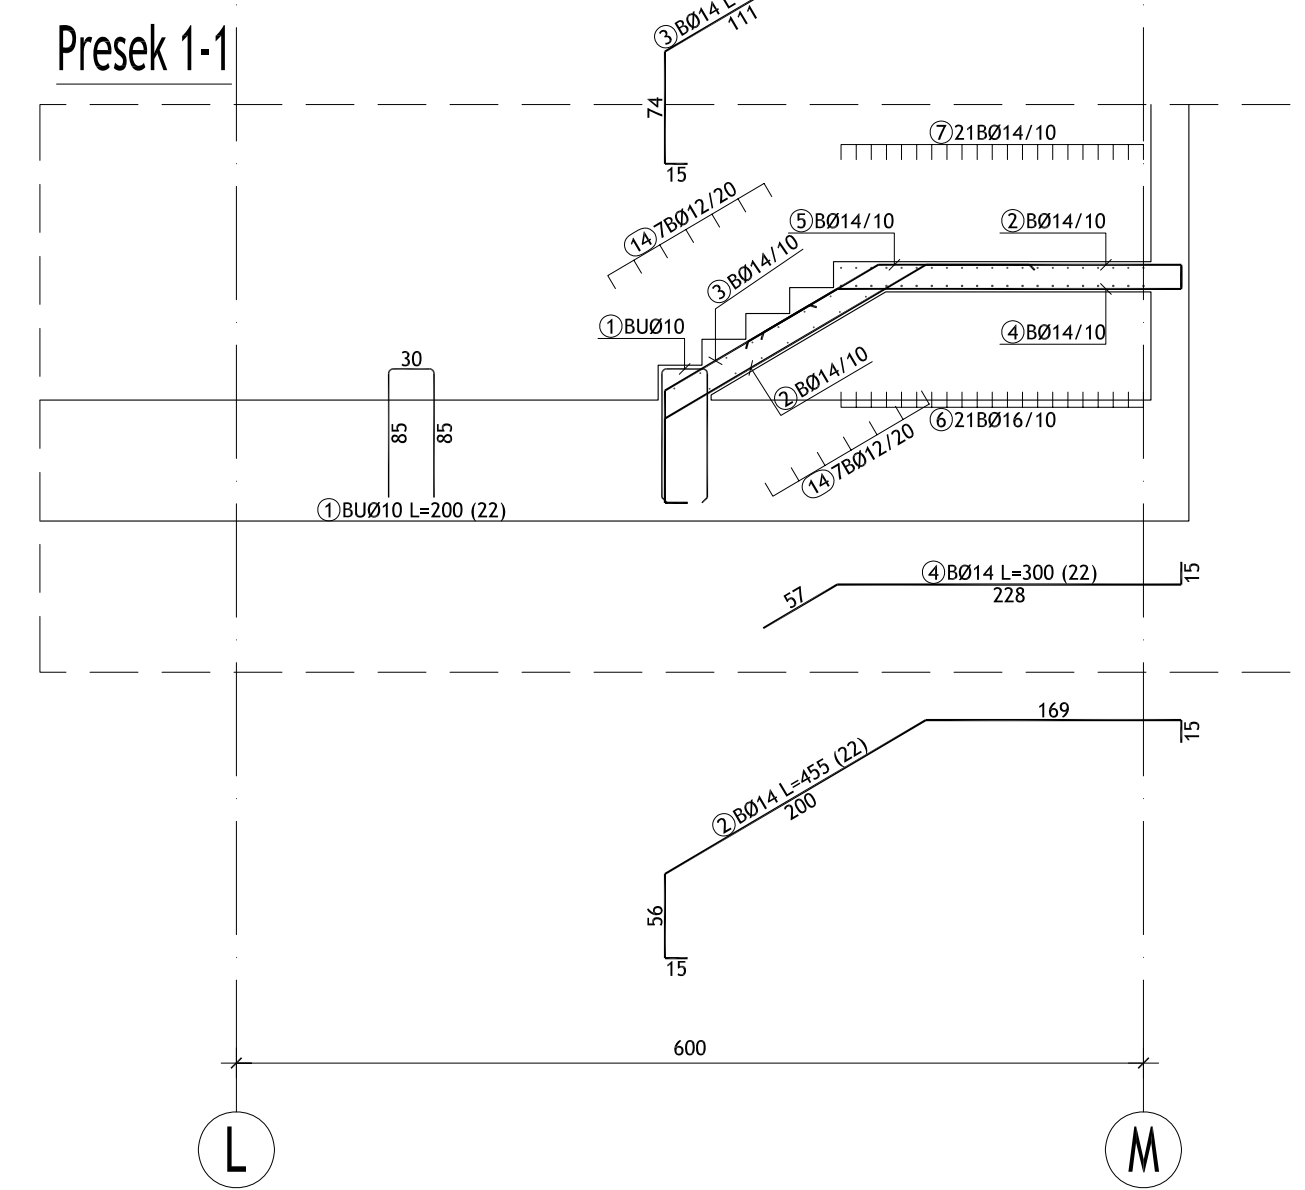 Presek 1-1
③BØ14 L
111
74
15
⑦21BØ14/10
⑭7BØ12/20
⑤BØ14/10
②BØ14/10
③BØ14/10
①BUØ10
④BØ14/10
30
②BØ14/10
85
85
⑥21BØ16/10
⑭7BØ12/20
①BUØ10 L=200 (22)
④BØ14 L=300 (22)
15
57
228
169
15
②BØ14 L=455 (22)
200
56
15
600
L
M